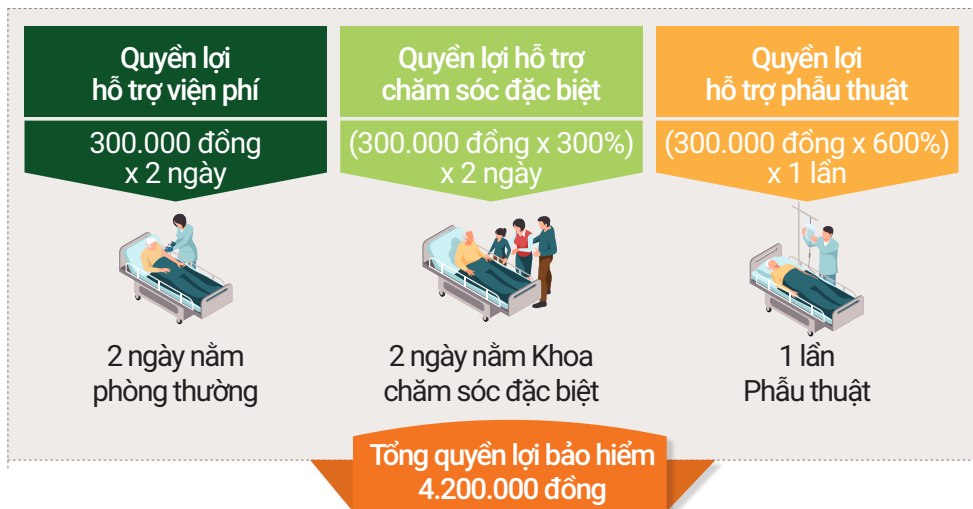 Quyền lợi
hỗ trợ viện phí
300.000 đồng
x 2 ngày
2 ngày nằm
phòng thường
Quyền lợi hỗ trợ
chăm sóc đặc biệt
(300.000 đồng x 300%)
x 2 ngày
2 ngày nằm Khoa
chăm sóc đặc biệt
Quyền lợi
hỗ trợ phẫu thuật
(300.000 đồng x 600%)
x 1 lần
1 lần
Phẫu thuật
Tổng quyền lợi bảo hiểm
4.200.000 đồng